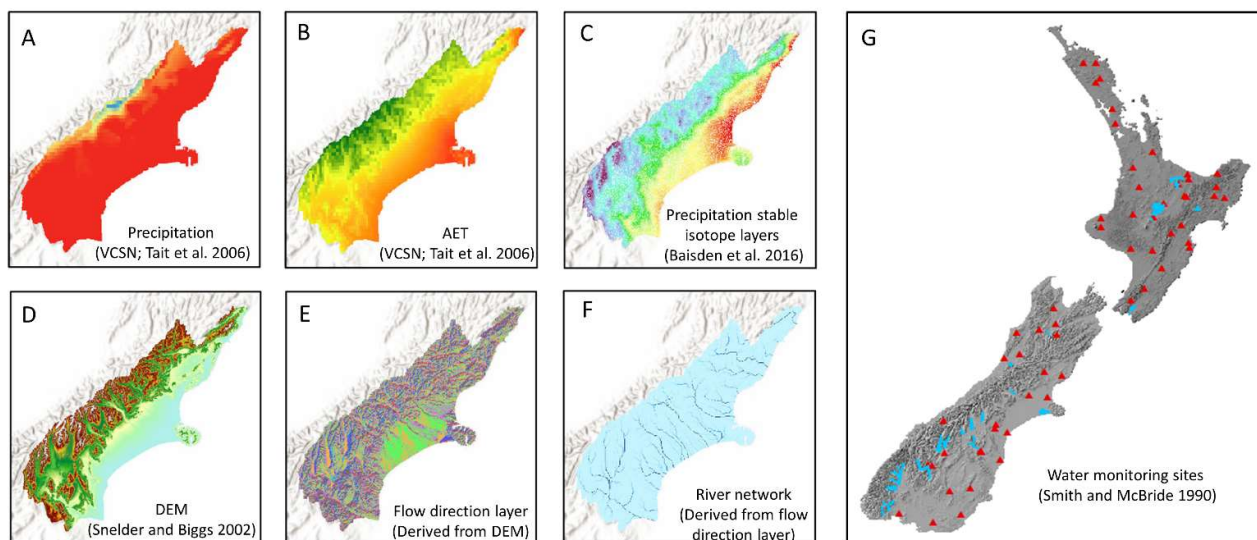 A
Precipitation
(VCSN; Tait et al. 2006)
B
AET
(VCSN; Tait et al. 2006)
C
Precipitation stable
isotope layers
(Baisden et al. 2016)
D
DEM
(Snelder and Biggs 2002)
E
Flow direction layer
(Derived from DEM)
F
River network
(Derived from flow
direction layer)
G
Water monitoring sites
(Smith and McBride 1990)